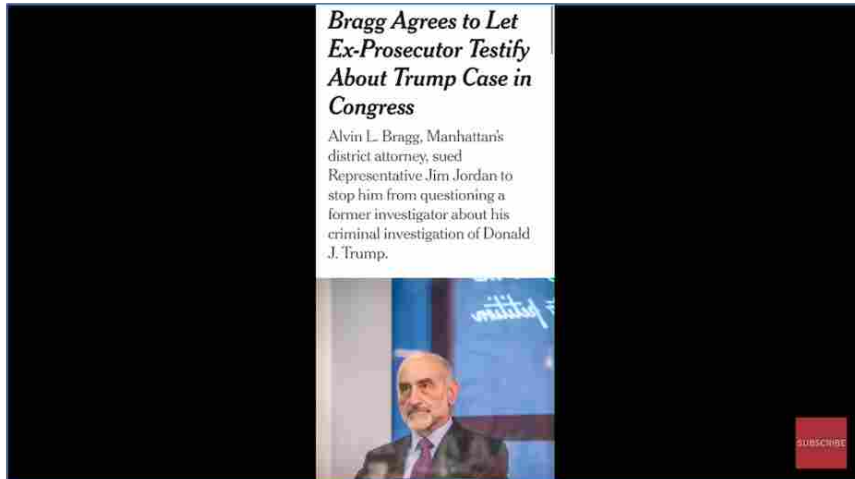 Bragg Agrees to Let
Ex-Prosecutor Testify
About Trump Case in
Congress
Alvin L. Bragg, Manhattan's
district attorney, sued
Representative Jim Jordan to
stop him from questioning a
former investigator about his
criminal investigation of Donald
J. Trump.
petition
SUBSCRIBE